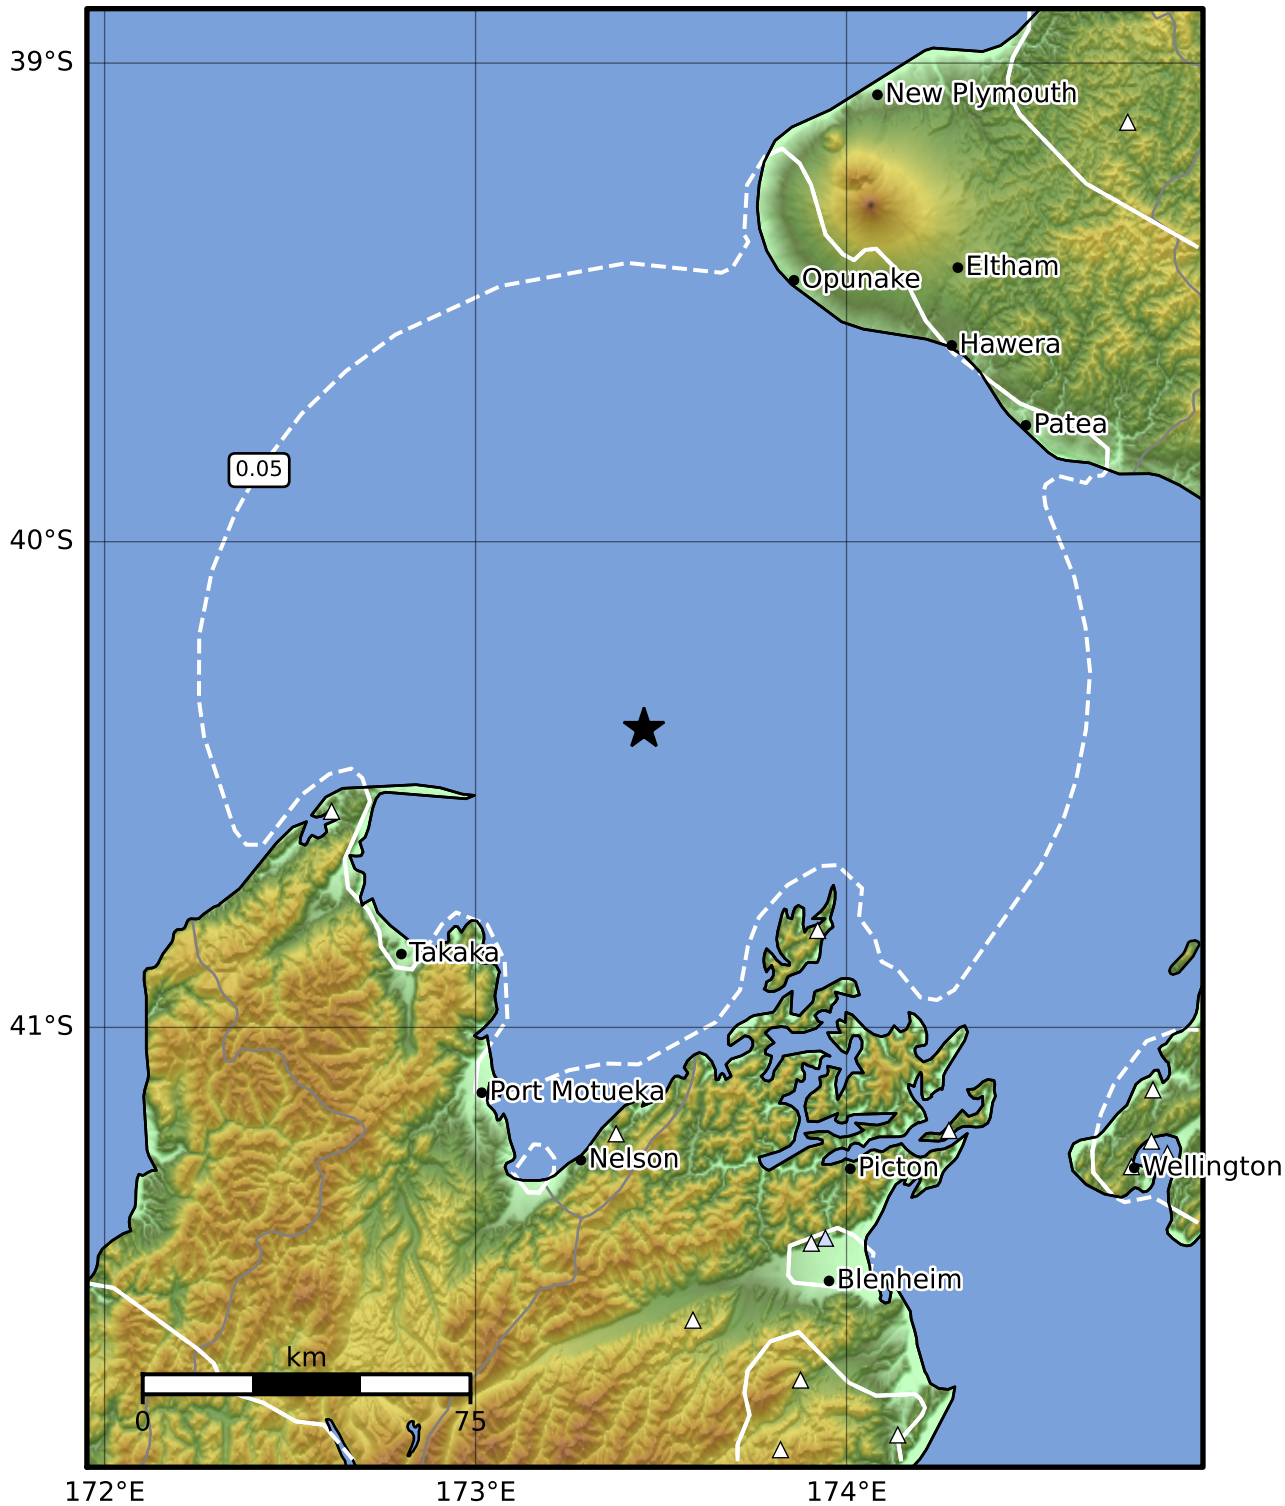 39°S
New Plymouth
Eltham
Opunake
Hawera
Patea
0.05
40°S
Takaka
41°S
Port Motueka
Nelson
Picton
Wellington
Blenheim
km
0 75
172°E 173°E 174°E